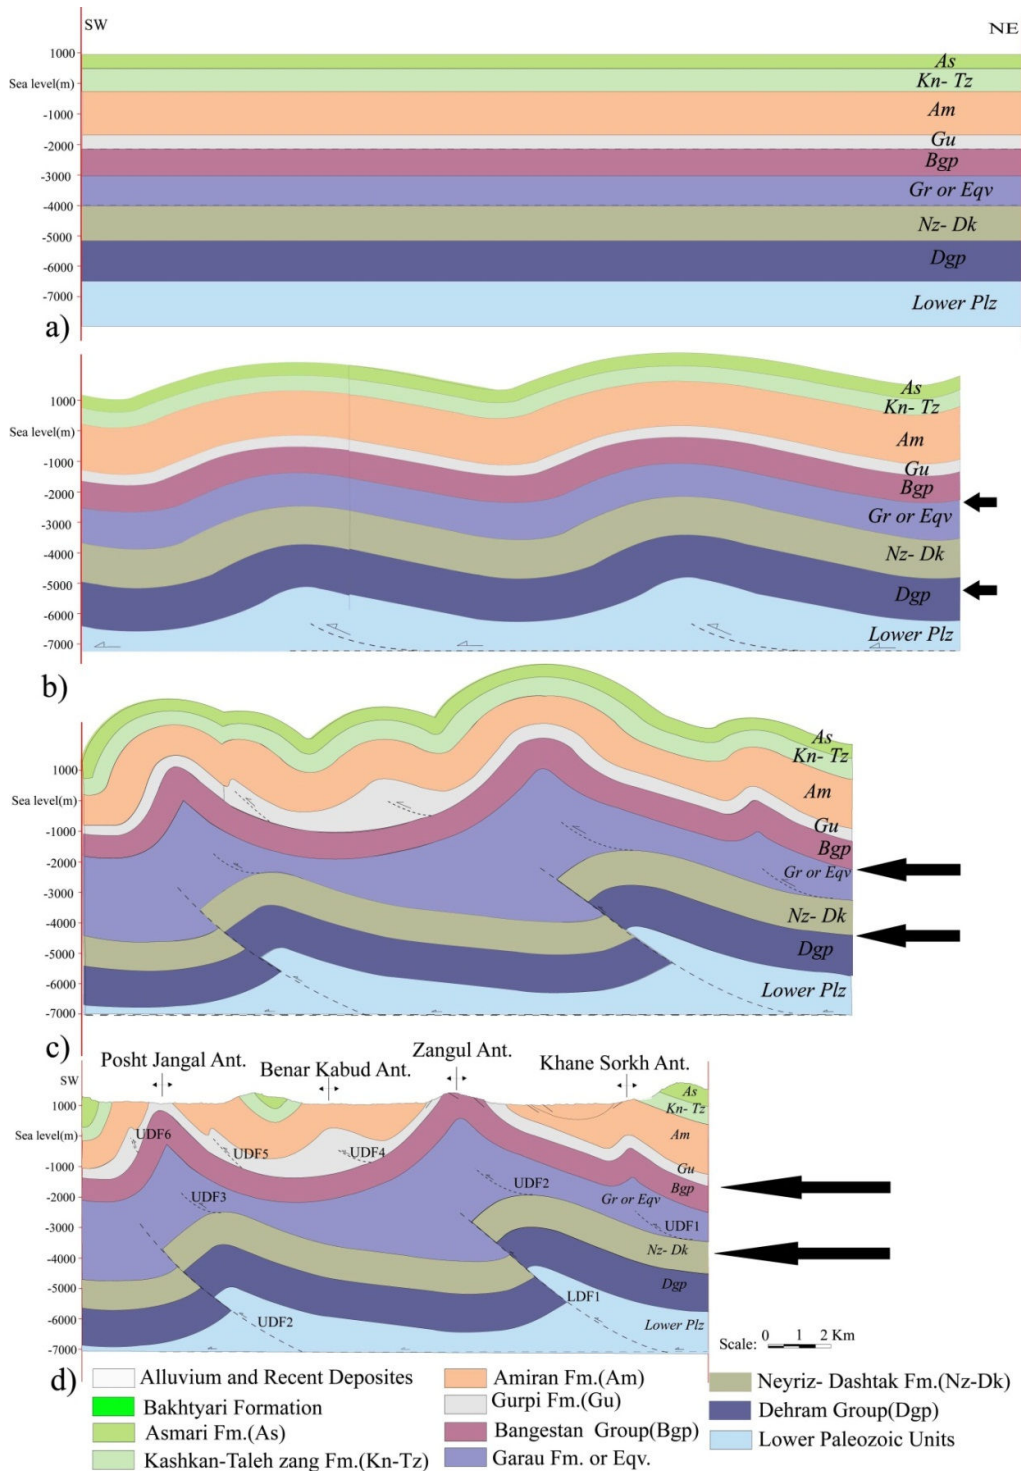 SW NE
1000
As
Sea level(m)
Kn- Tz
-1000
Am
-2000
Gu
Bgp
-3000
Gr or Eqv
-4000
Nz- Dk
-5000
Dgp
-6000
-7000
Lower Plz
a)
1000
As
Kn- Tz
Sea level(m)
Am
-1000
Gu
-2000
Bgp
Gr or Eqv
-3000
-4000
Nz- Dk
-5000
Dgp
-6000
Lower Plz
-7000
b)
As
Kn- Tz
1000
Am
Sea level(m)
Gu
-1000
Bgp
-2000
Gr or Eqv
-3000
Nz- Dk
-4000
Dgp
-5000
-6000
Lower Plz
-7000
c)
Posht Jangal Ant.
Benar Kabud Ant.
Zangul Ant.
Khane Sorkh Ant.
SW
As
1000
Kn- Tz
Am
Sea level(m)
UDF6
UDF5
UDF4
Gu
-1000
Bgp
UDF2
Gr or Eqv
-2000
UDF3
UDF1
-3000
Nz- Dk
-4000
Dgp
-5000
LDF1
-6000
UDF2
Lower Plz
-7000
Scale: 0 1 2 Km
d)
Alluvium and Recent Deposites
Bakhtyari Formation
Asmari Fm.(As)
Kashkan-Taleh zang Fm.(Kn-Tz)
Amiran Fm.(Am)
Gurpi Fm.(Gu)
Bangestan Group(Bgp)
Garau Fm. or Eqv.
Neyriz- Dashtak Fm.(Nz-Dk)
Dehram Group(Dgp)
Lower Paleozoic Units